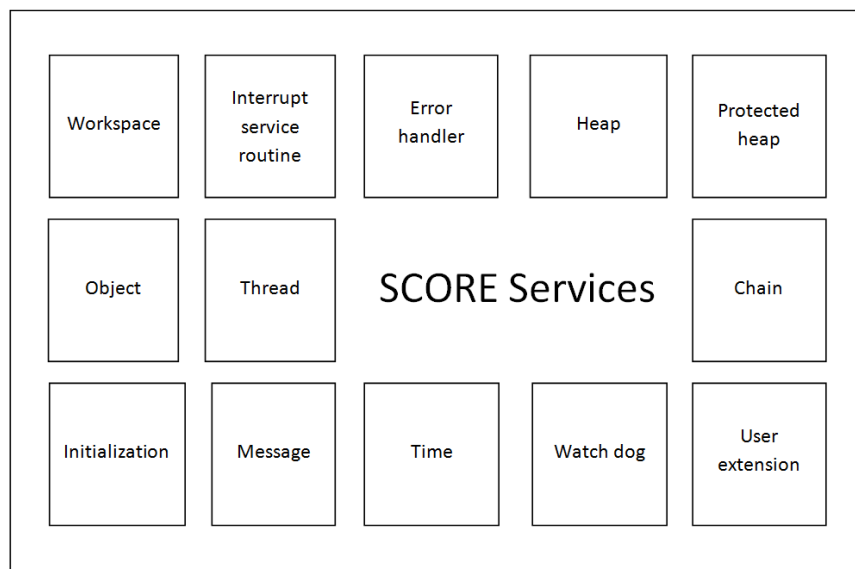 Workspace
Interrupt
service
routine
Error
handler
Heap
Protected
heap
Object
Thread
SCORE Services
Chain
Initialization
Message
Time
Watch dog
User
extension